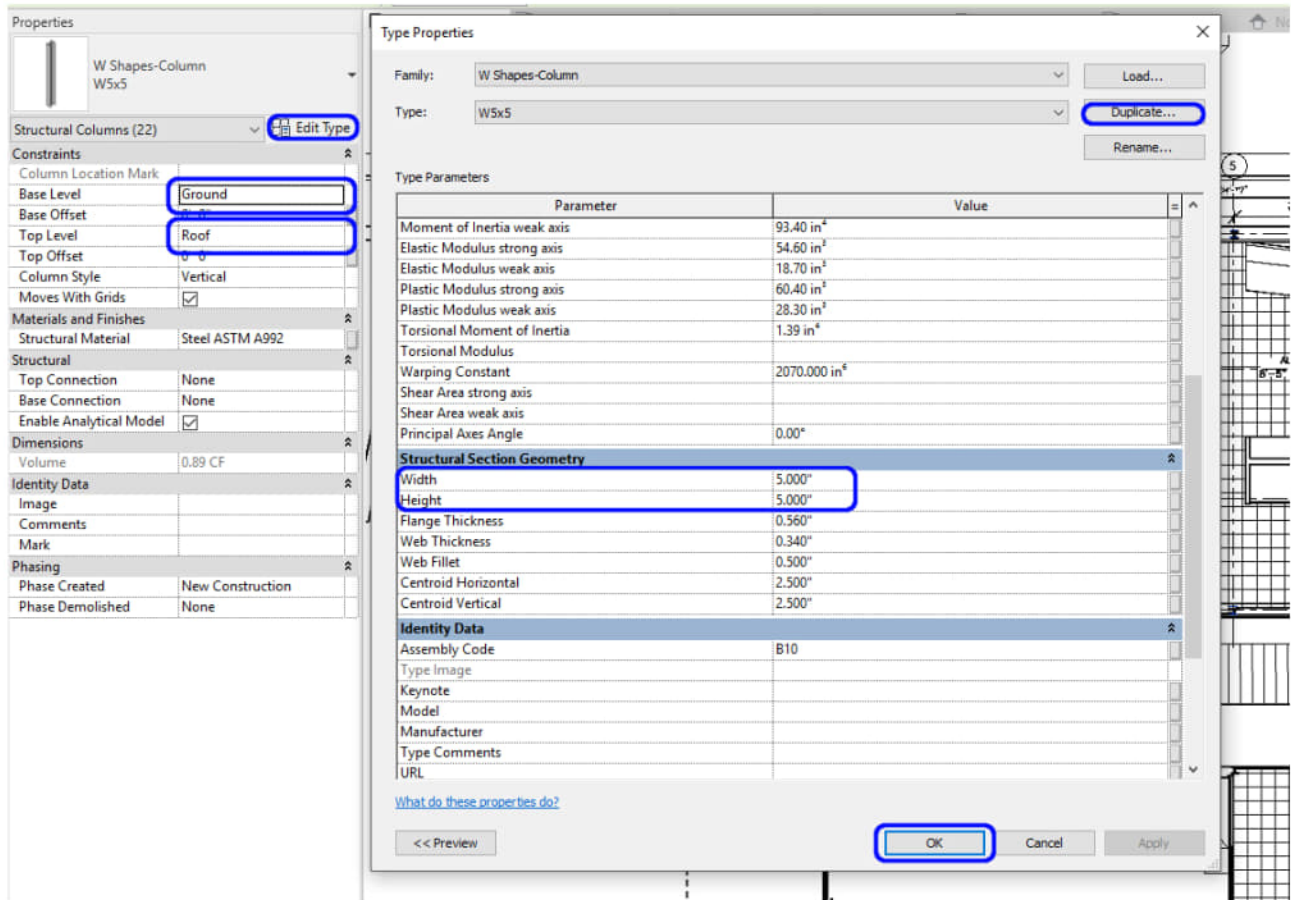 Properties
W Shapes-Column
W5x5
Structural Columns (22)
Edit Type
Constraints
Column Location Mark
Base Level Ground
Base Offset
Top Level Roof
Top Offset 0' 0"
Column Style Vertical
Moves With Grids
Materials and Finishes
Structural Material Steel ASTM A992
Structural
Top Connection None
Base Connection None
Enable Analytical Model
Dimensions
Volume 0.89 CF
Identity Data
Image
Comments
Mark
Phasing
Phase Created New Construction
Phase Demolished None
Type Properties
Family: W Shapes-Column Load...
Type: W5x5 Duplicate...
Rename...
Type Parameters
Parameter Value =
Moment of Inertia weak axis 93.40 in⁴
Elastic Modulus strong axis 54.60 in³
Elastic Modulus weak axis 18.70 in³
Plastic Modulus strong axis 60.40 in³
Plastic Modulus weak axis 28.30 in³
Torsional Moment of Inertia 1.39 in⁴
Torsional Modulus
Warping Constant 2070.000 in⁶
Shear Area strong axis
Shear Area weak axis
Principal Axes Angle 0.00°
Structural Section Geometry
Width 5.000"
Height 5.000"
Flange Thickness 0.560"
Web Thickness 0.340"
Web Fillet 0.500"
Centroid Horizontal 2.500"
Centroid Vertical 2.500"
Identity Data
Assembly Code B10
Type Image
Keynote
Model
Manufacturer
Type Comments
URL
What do these properties do?
<< Preview OK Cancel Apply
5